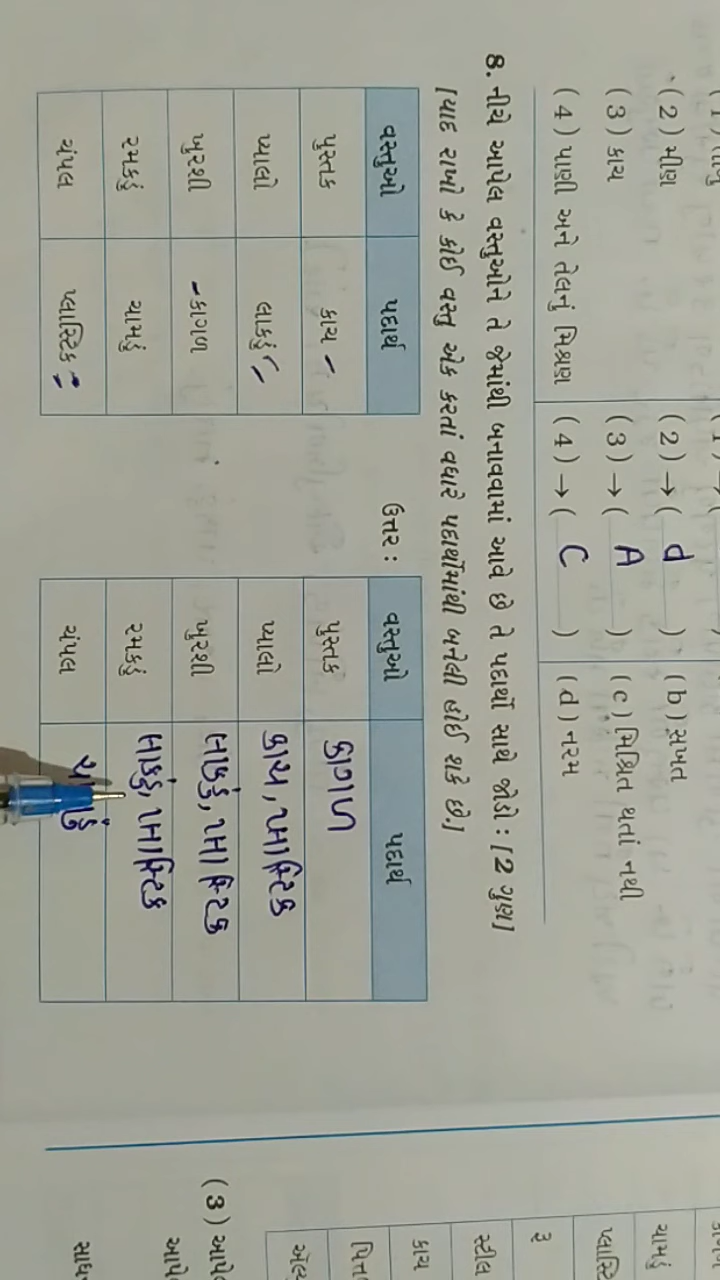 (2) મીણ (2) → ( d ) (b) સખત
(3) કાચ (3) → ( A ) (c) મિશ્રિત થતાં નથી
(4) પાણી અને તેલનું મિશ્રણ (4) → ( C ) (d) નરમ
8. નીચે આપેલ વસ્તુઓને તે જેમાંથી બનાવવામાં આવે છે તે પદાર્થો સાથે જોડો : [2 ગુણ]
[યાદ રાખો કે કોઈ વસ્તુ એક કરતાં વધારે પદાર્થોમાંથી બનેલી હોઈ શકે છે.]
વસ્તુઓ પદાર્થ
પુસ્તક કાચ
પ્યાલો લાકડું
ખુરશી કાગળ
રમકડું ચામડું
ચંપલ પ્લાસ્ટિક
ઉત્તર :
વસ્તુઓ પદાર્થ
પુસ્તક કાગળ
પ્યાલો કાચ, પ્લાસ્ટિક
ખુરશી લાકડું, પ્લાસ્ટિક
રમકડું લાકડું, પ્લાસ્ટિક
ચંપલ
ચામડું
રૂ
સ્ટીલ
કાચ
(3)